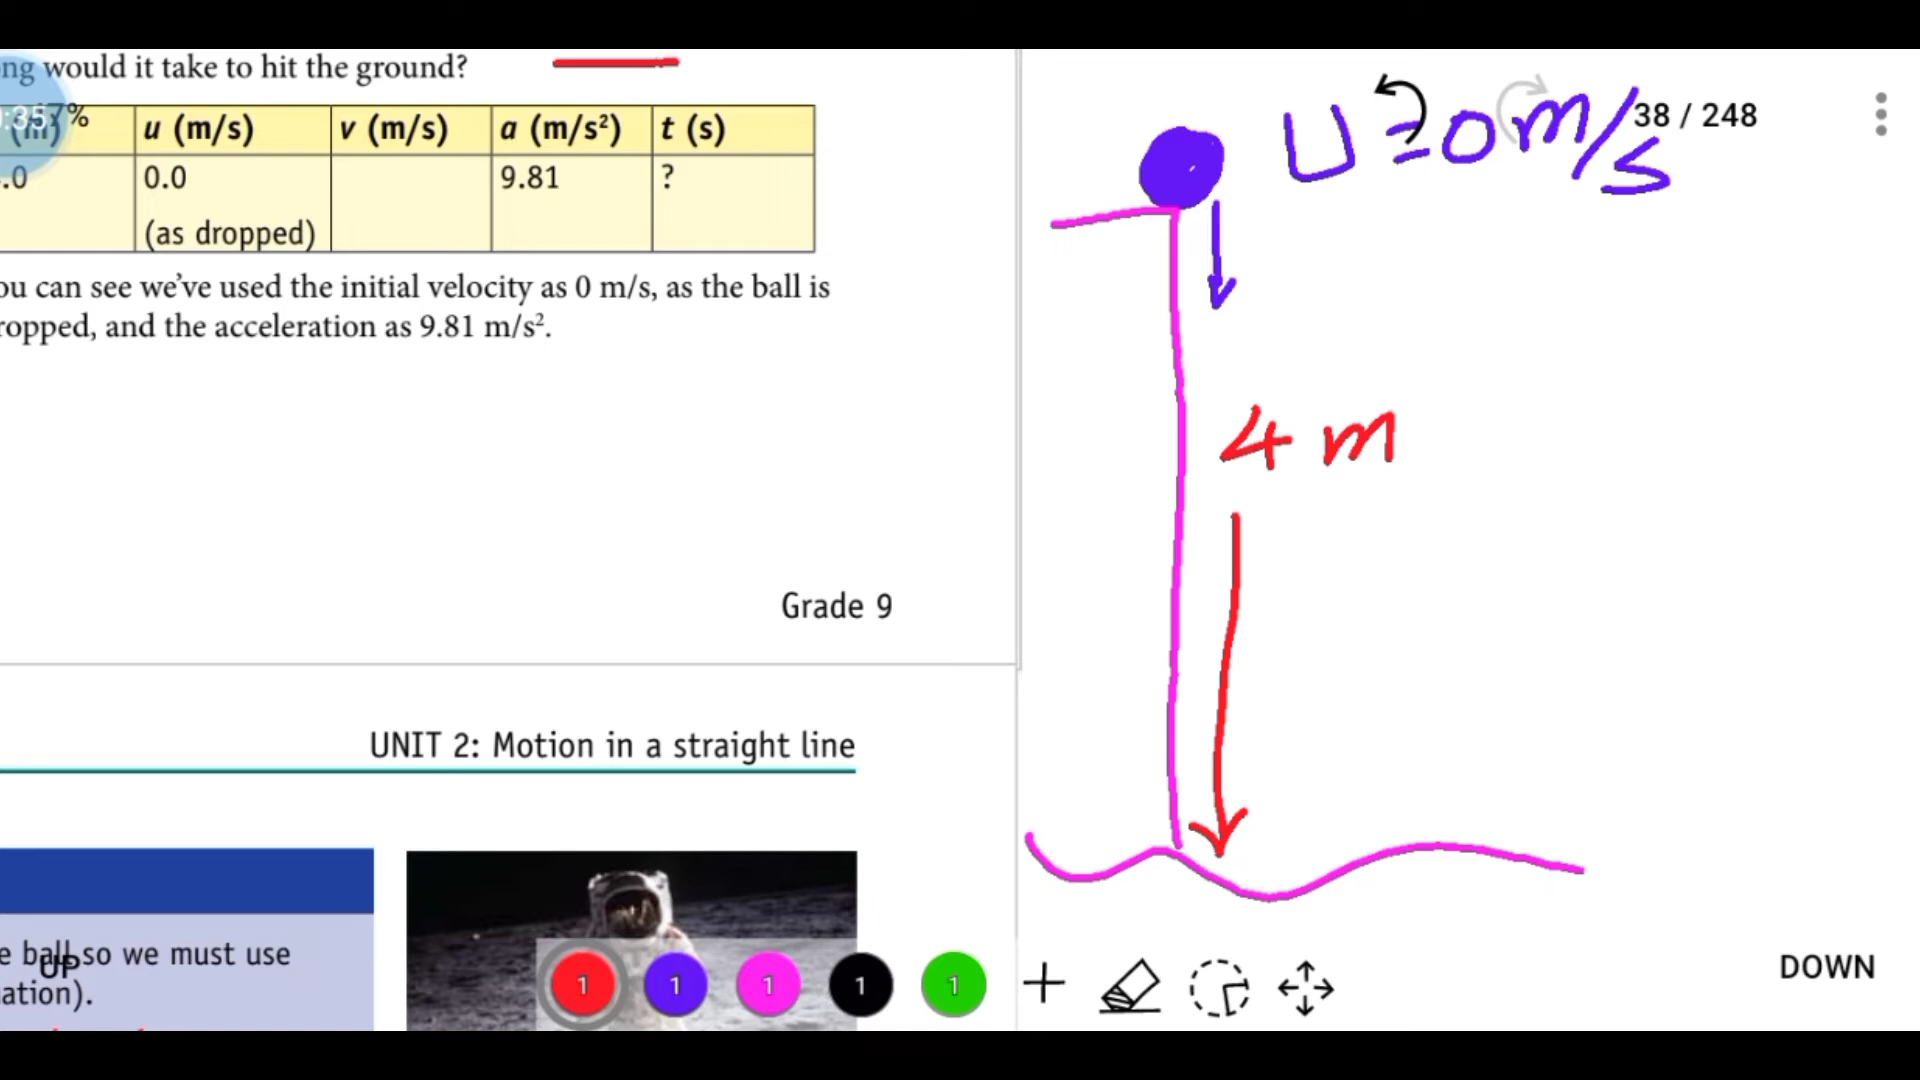 ng would it take to hit the ground?
:35 7%
(m) u (m/s) v (m/s) a (m/s²) t (s)
.0 0.0 9.81 ?
(as dropped)
ou can see we've used the initial velocity as 0 m/s, as the ball is
ropped, and the acceleration as 9.81 m/s².
Grade 9
UNIT 2: Motion in a straight line
e ball so we must use
UP
ation).
U = 0 m/s
38 / 248
4 m
1 1 1 1 1
DOWN